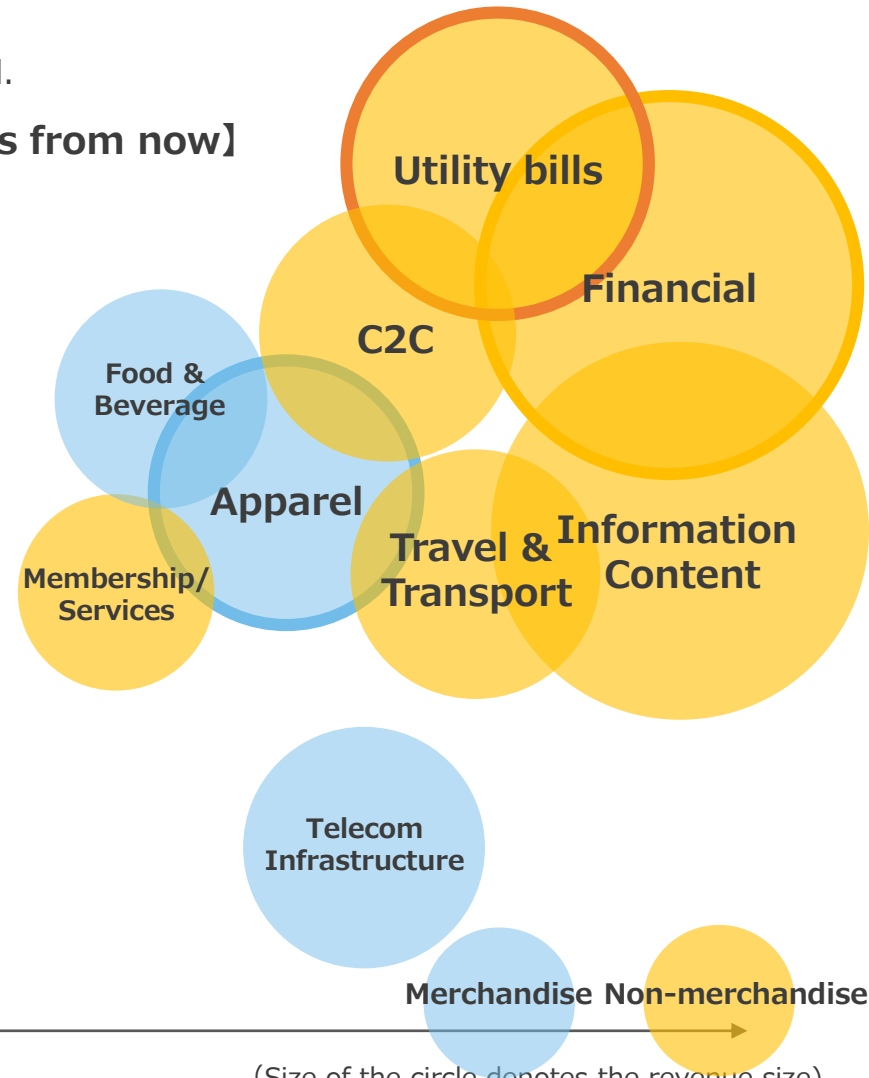 l.
s from now】
Utility bills
Financial
C2C
Food &
Beverage
Apparel
Information
Content
Travel &
Transport
Membership/
Services
Telecom
Infrastructure
Merchandise
Non-merchandise
(Size of the circle denotes the revenue size)